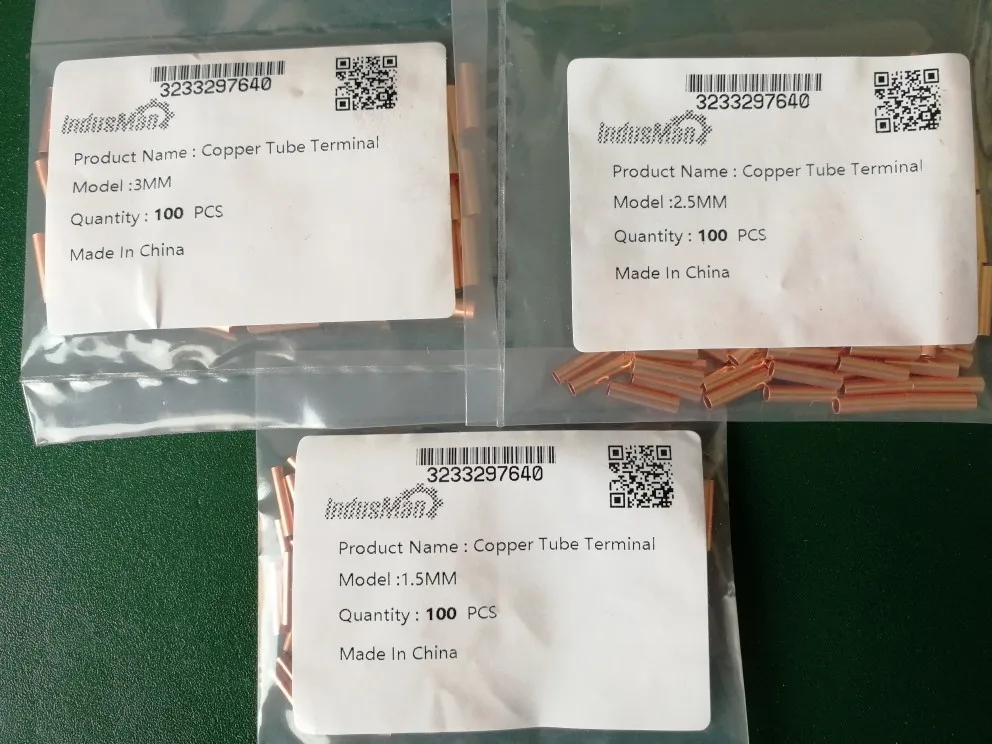 3233297640
IndusMan
Product Name : Copper Tube Terminal
Model :3MM
Quantity : 100 PCS
Made In China
3233297640
IndusMan
Product Name : Copper Tube Terminal
Model :2.5MM
Quantity : 100 PCS
Made In China
3233297640
IndusMan
Product Name : Copper Tube Terminal
Model :1.5MM
Quantity : 100 PCS
Made In China